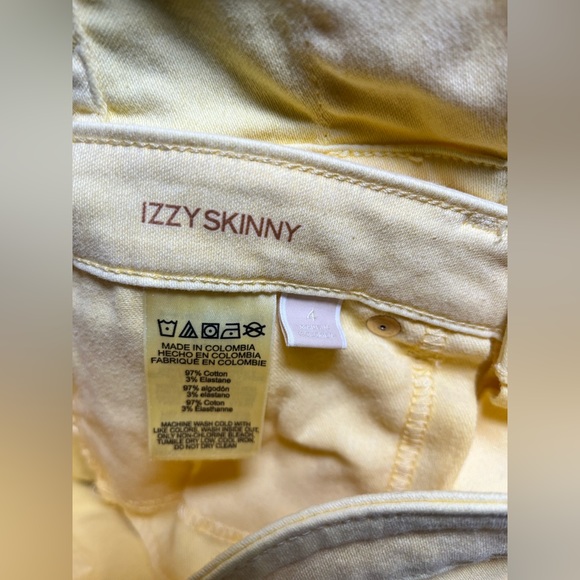 IZZY SKINNY
4
MADE IN COLOMBIA
HECHO EN COLOMBIA
FABRIQUÉ EN COLOMBIE
97% Cotton
3% Elastane
97% algodón
3% elástano
97% Coton
3% Élasthanne
MACHINE WASH COLD WITH
LIKE COLORS, WASH INSIDE OUT,
ONLY NON-CHLORINE BLEACH,
TUMBLE DRY LOW, COOL IRON,
DO NOT DRY CLEAN